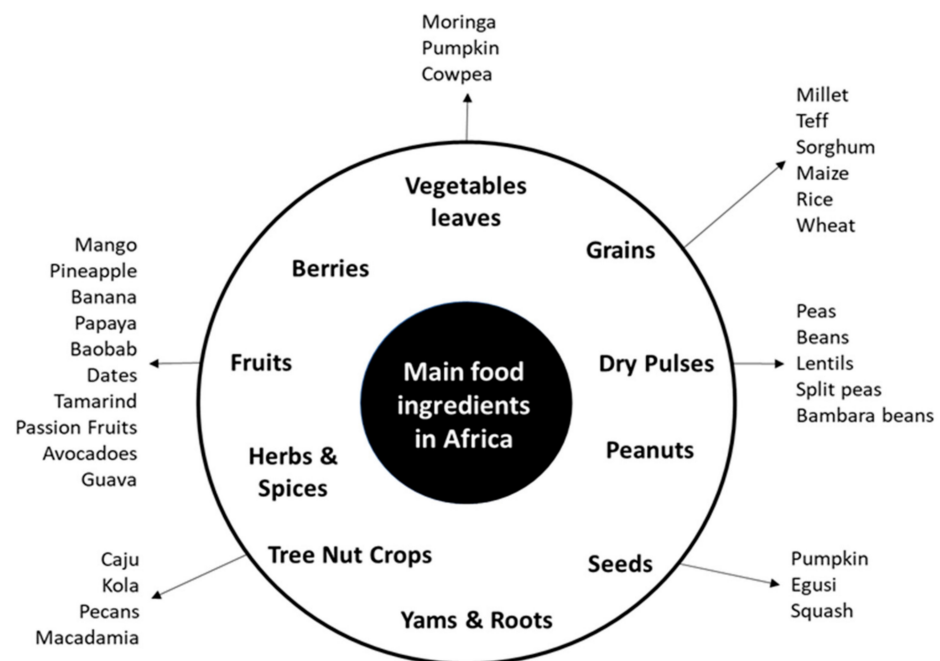 Moringa
Pumpkin
Cowpea
Millet
Teff
Sorghum
Maize
Rice
Wheat
Vegetables
leaves
Grains
Berries
Mango
Pineapple
Banana
Papaya
Baobab
Dates
Tamarind
Passion Fruits
Avocadoes
Guava
Fruits
Main food
ingredients
in Africa
Dry Pulses
Peas
Beans
Lentils
Split peas
Bambara beans
Peanuts
Herbs &
Spices
Tree Nut Crops
Caju
Kola
Pecans
Macadamia
Seeds
Pumpkin
Egusi
Squash
Yams & Roots